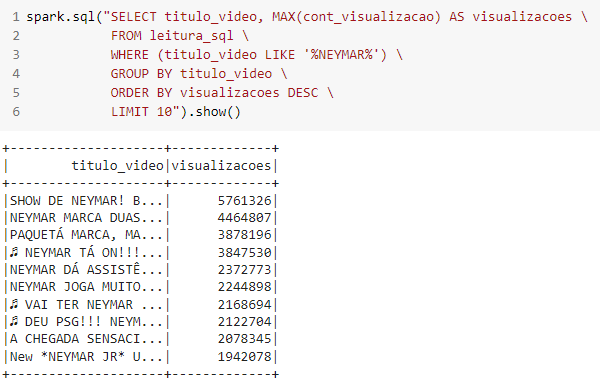 1 spark.sql("SELECT titulo_video, MAX(cont_visualizacao) AS visualizacoes \
2 FROM leitura_sql \
3 WHERE (titulo_video LIKE '%NEYMAR%') \
4 GROUP BY titulo_video \
5 ORDER BY visualizacoes DESC \
6 LIMIT 10").show()
+--------------------+-------------+
|        titulo_video|visualizacoes|
+--------------------+-------------+
|SHOW DE NEYMAR! B...|      5761326|
|NEYMAR MARCA DUAS...|      4464807|
|PAQUETÁ MARCA, MA...|      3878196|
|♬ NEYMAR TÁ ON!!!...|      3847530|
|NEYMAR DÁ ASSISTÊ...|      2372773|
|NEYMAR JOGA MUITO...|      2244898|
|♬ VAI TER NEYMAR ...|      2168694|
|♬ DEU PSG!!! NEYM...|      2122704|
|A CHEGADA SENSACI...|      2078345|
|New *NEYMAR JR* U...|      1942078|
+--------------------+-------------+